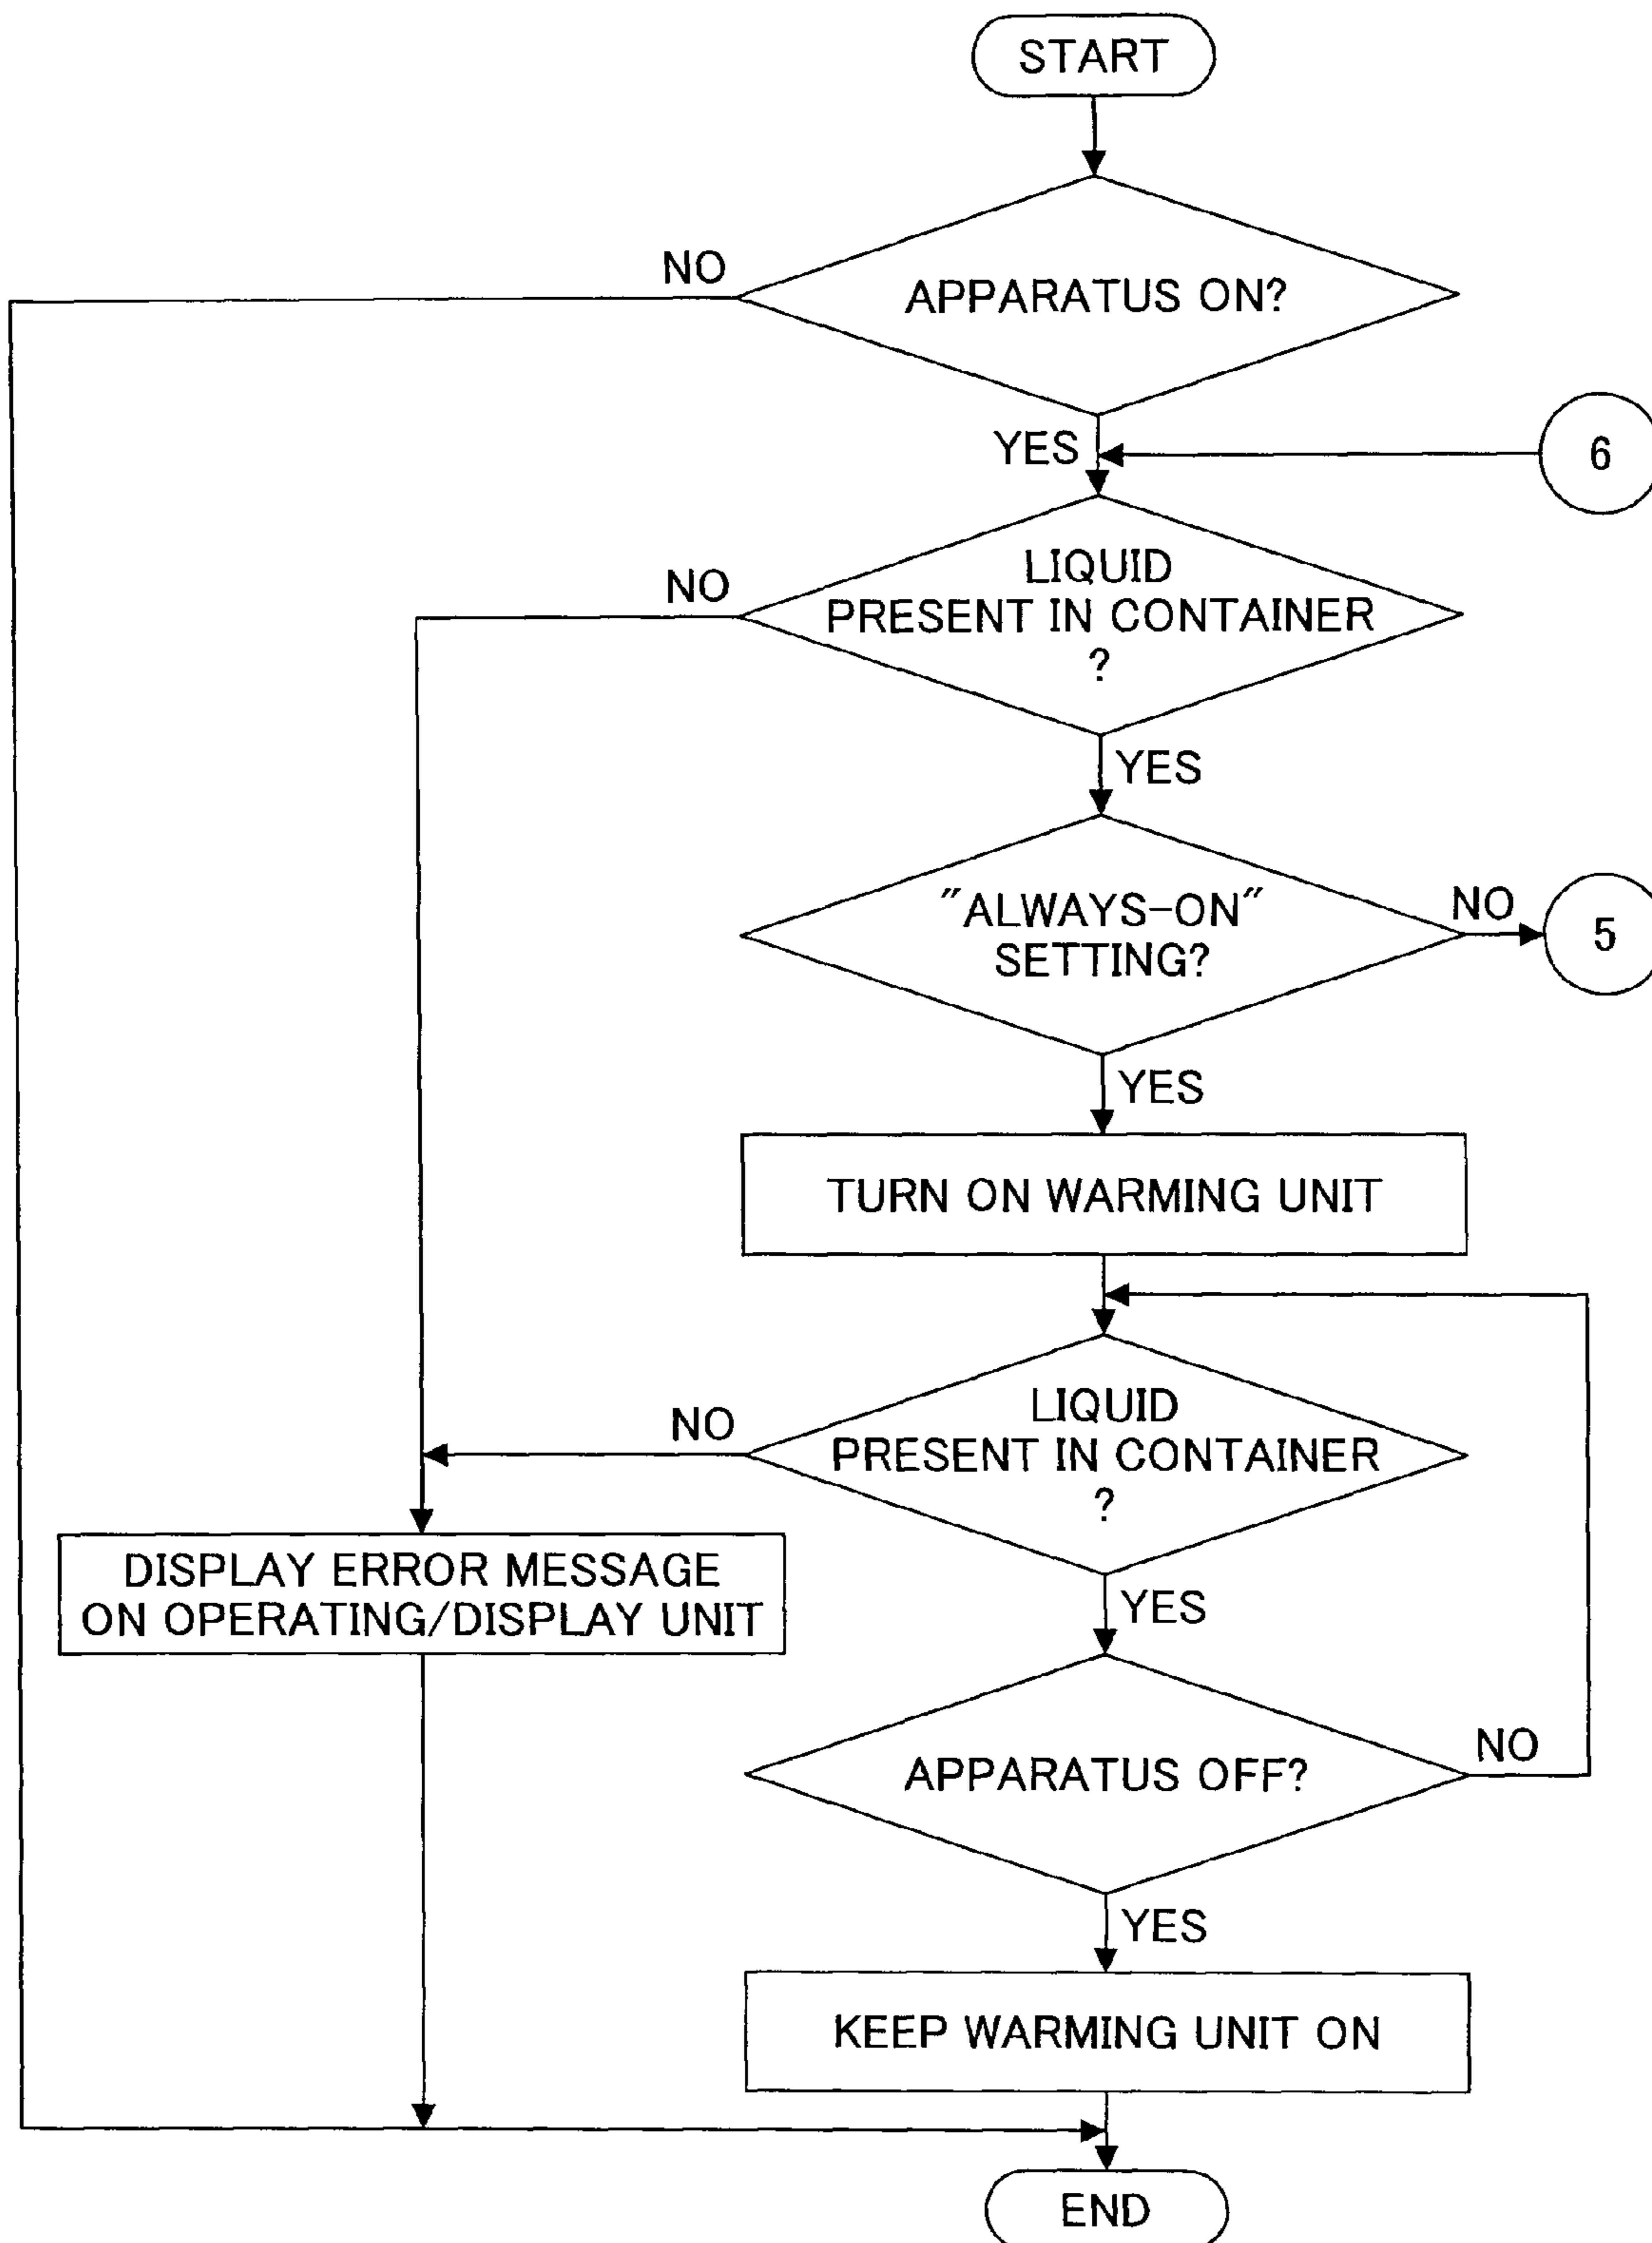 START
NO
APPARATUS ON?
YES
6
NO
LIQUID
PRESENT IN CONTAINER
?
YES
"ALWAYS-ON"
SETTING?
NO
5
YES
TURN ON WARMING UNIT
NO
LIQUID
PRESENT IN CONTAINER
?
DISPLAY ERROR MESSAGE
ON OPERATING/DISPLAY UNIT
YES
APPARATUS OFF?
NO
YES
KEEP WARMING UNIT ON
END